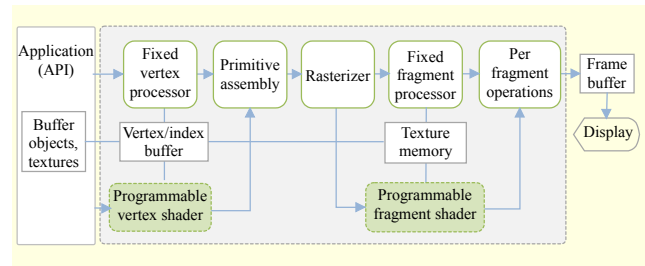 Application
(API)
Fixed
vertex
processor
Primitive
assembly
Rasterizer
Fixed
fragment
processor
Per
fragment
operations
Frame
buffer
Buffer
objects,
textures
Vertex/index
buffer
Texture
memory
Display
Programmable
vertex shader
Programmable
fragment shader